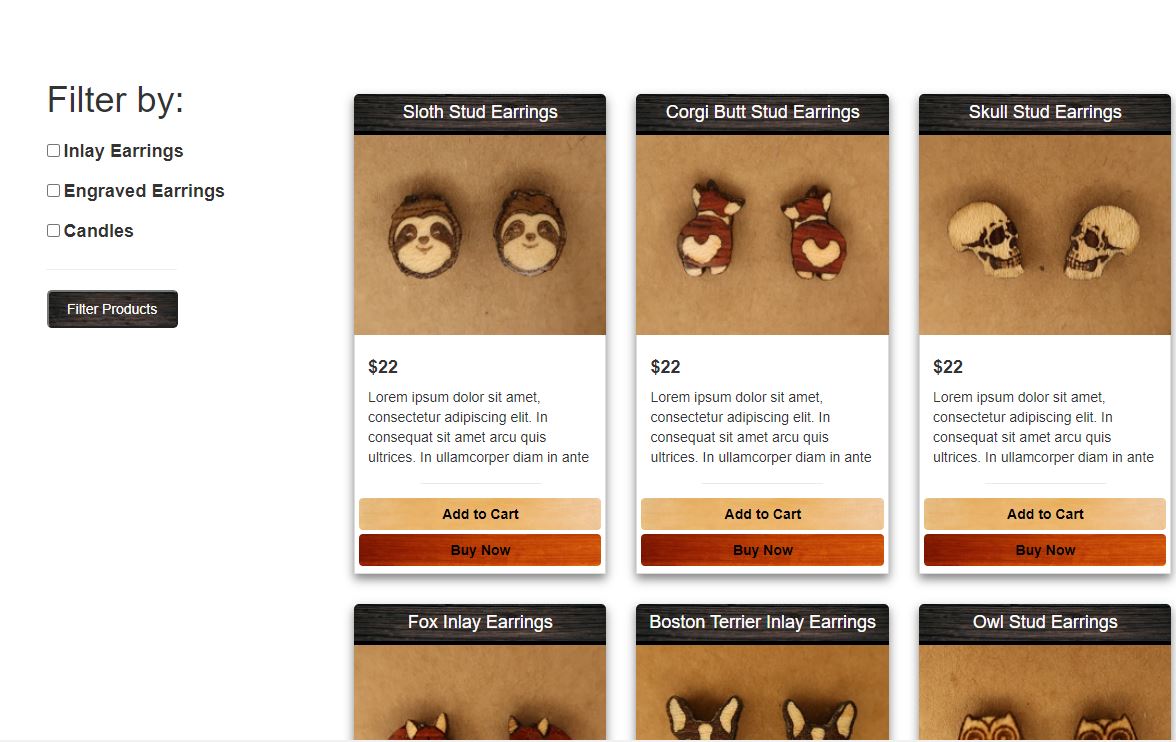 Filter by:
Inlay Earrings
Engraved Earrings
Candles
Filter Products
Sloth Stud Earrings
$22
Lorem ipsum dolor sit amet,
consectetur adipiscing elit. In
consequat sit amet arcu quis
ultrices. In ullamcorper diam in ante
Add to Cart
Buy Now
Corgi Butt Stud Earrings
$22
Lorem ipsum dolor sit amet,
consectetur adipiscing elit. In
consequat sit amet arcu quis
ultrices. In ullamcorper diam in ante
Add to Cart
Buy Now
Skull Stud Earrings
$22
Lorem ipsum dolor sit amet,
consectetur adipiscing elit. In
consequat sit amet arcu quis
ultrices. In ullamcorper diam in ante
Add to Cart
Buy Now
Fox Inlay Earrings
Boston Terrier Inlay Earrings
Owl Stud Earrings